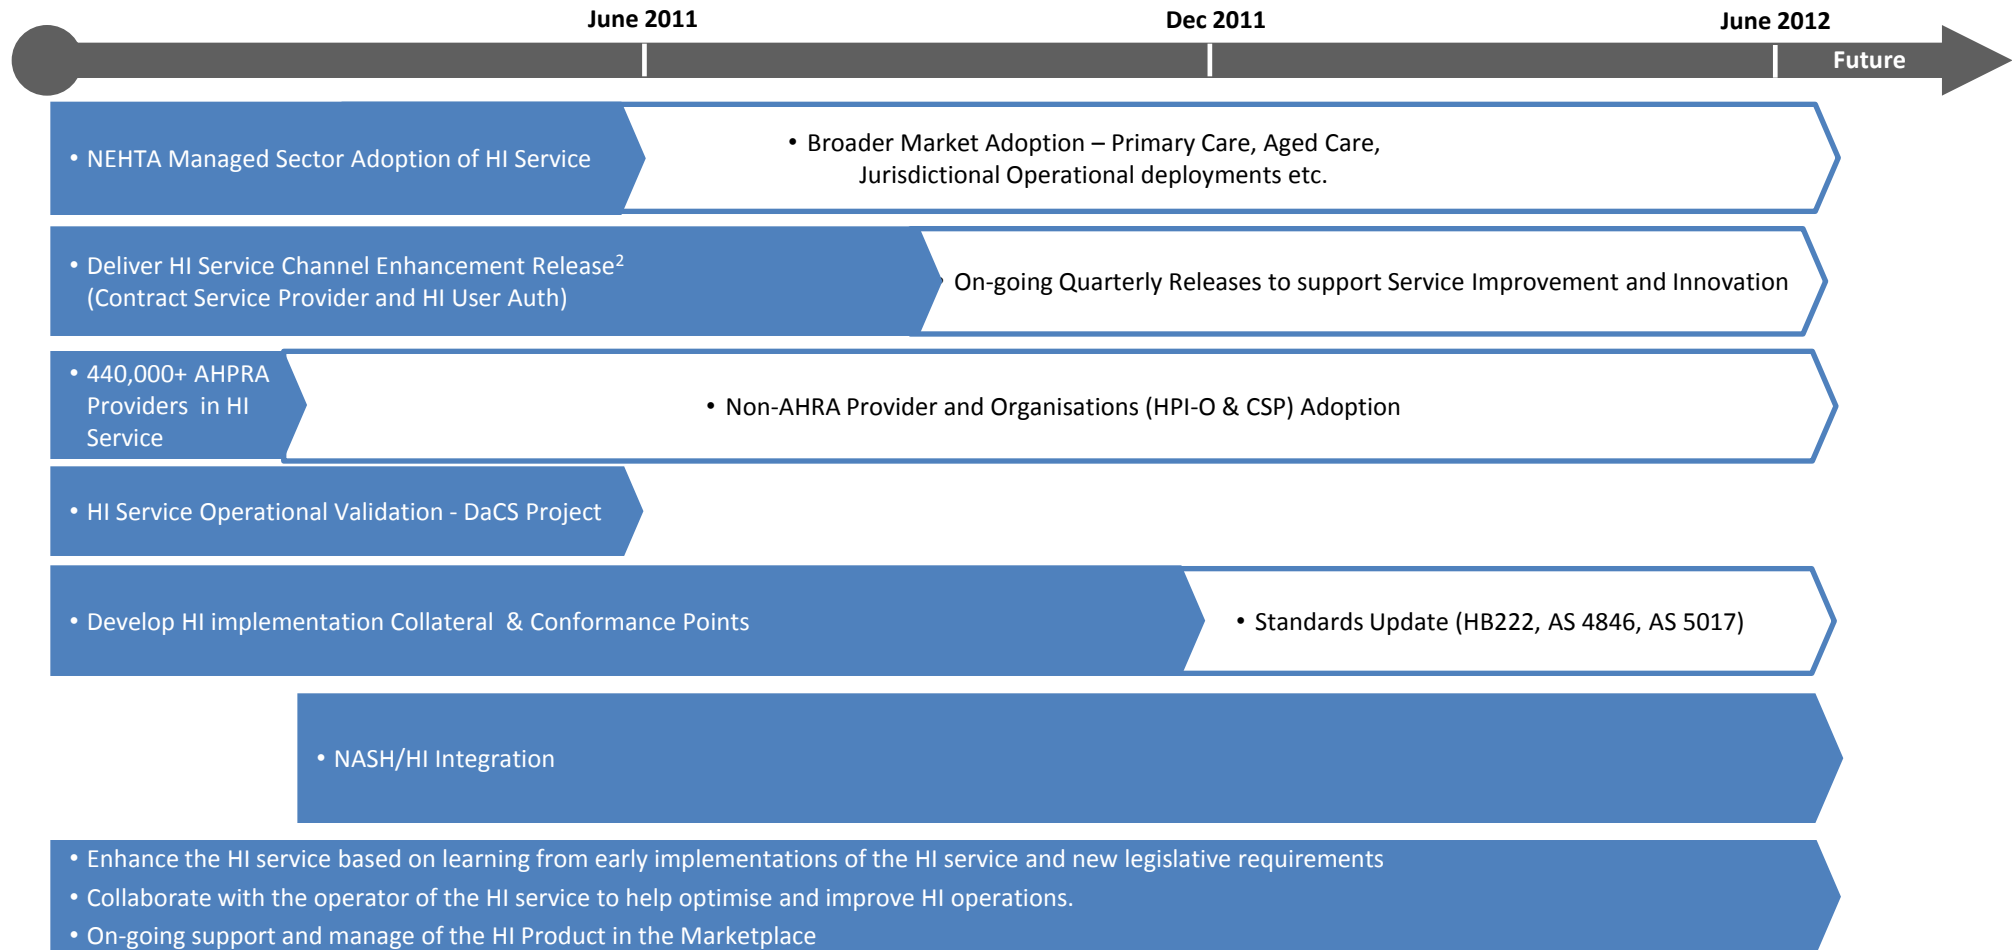 June 2011
Dec 2011
June 2012
Future
• NEHTA Managed Sector Adoption of HI Service
• Broader Market Adoption – Primary Care, Aged Care,
Jurisdictional Operational deployments etc.
• Deliver HI Service Channel Enhancement Release²
(Contract Service Provider and HI User Auth)
• On-going Quarterly Releases to support Service Improvement and Innovation
• 440,000+ AHPRA
Providers in HI
Service
• Non-AHRA Provider and Organisations (HPI-O & CSP) Adoption
• HI Service Operational Validation - DaCS Project
• Develop HI implementation Collateral & Conformance Points
• Standards Update (HB222, AS 4846, AS 5017)
• NASH/HI Integration
• Enhance the HI service based on learning from early implementations of the HI service and new legislative requirements
• Collaborate with the operator of the HI service to help optimise and improve HI operations.
• On-going support and manage of the HI Product in the Marketplace